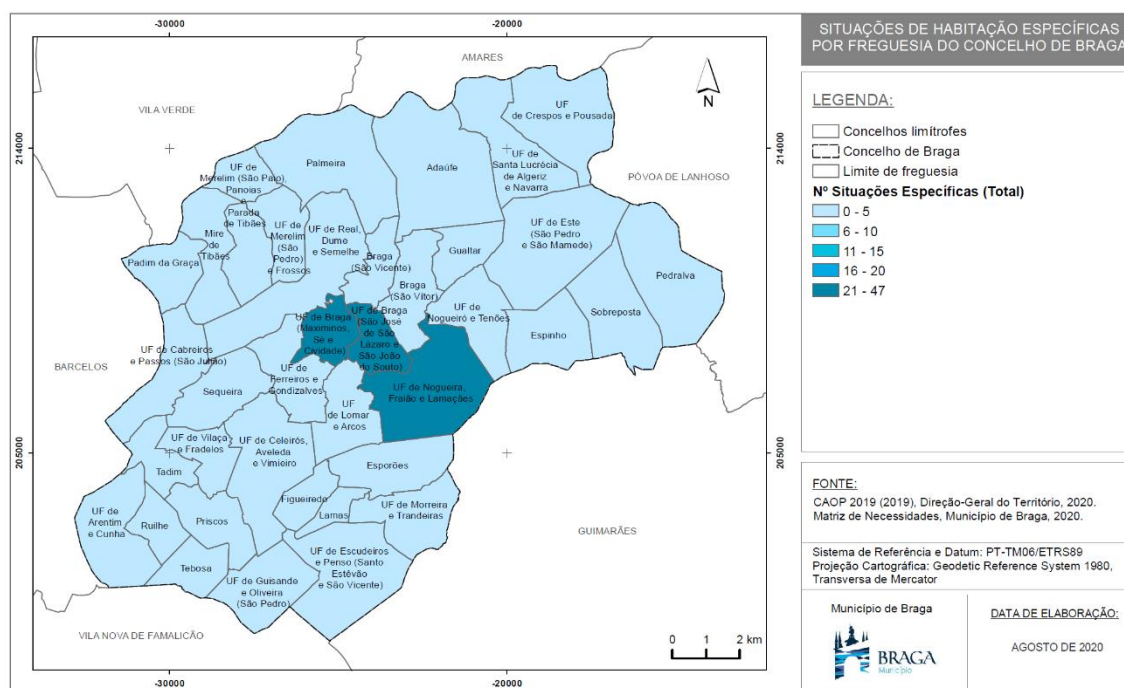 -30000
-20000
SITUAÇÕES DE HABITAÇÃO ESPECÍFICAS
POR FREGUESIA DO CONCELHO DE BRAGA
AMARES
N
VILA VERDE
PÓVOA DE LANHOSO
BARCELOS
GUIMARÃES
VILA NOVA DE FAMALICÃO
214000
214000
205000
205000
UF
de Crespos e Pousada
Palmeira
Adaúfe
UF de
Santa Lucrécia
de Algeriz
e Navarra
UF de
Merelim (São Paio),
Panoias
e
Parada
de Tibães
Mire
de
Tibães
UF de
Merelim
(São
Pedro)
e Frossos
UF de Real,
Dume
e Semelhe
Braga
(São Vicente)
Gualtar
UF de Este
(São Pedro
e São Mamede)
Pedralva
Padim da Graça
Braga
(São Vítor)
UF de
Nogueiró e Tenões
Sobreposta
Espinho
UF de Braga
(Maximinos,
Sé e
Cividade)
UF de Braga
(São José
de São
Lázaro e
São João
do Souto)
UF de Cabreiros
e Passos (São Julião)
Sequeira
UF de
Ferreiros e
Gondizalves
UF de Nogueira,
Fraião e Lamações
UF
de Lomar
e Arcos
UF de Vilaça
e Fradelos
UF de Celeirós,
Aveleda
e Vimieiro
Tadim
Esporões
Figueiredo
Lamas
UF de Morreira
e Trandeiras
UF de
Arentim
e Cunha
Ruilhe
Priscos
Tebosa
UF de Escudeiros
e Penso (Santo
Estêvão
e São Vicente)
UF de Guisande
e Oliveira
(São Pedro)
0 1 2 km
-30000
-20000
LEGENDA:
Concelhos limítrofes
Concelho de Braga
Limite de freguesia
Nº Situações Específicas (Total)
0 - 5
6 - 10
11 - 15
16 - 20
21 - 47
FONTE:
CAOP 2019 (2019), Direção-Geral do Território, 2020.
Matriz de Necessidades, Município de Braga, 2020.
Sistema de Referência e Datum: PT-TM06/ETRS89
Projeção Cartográfica: Geodetic Reference System 1980,
Transversa de Mercator
Município de Braga
BRAGA
Município
DATA DE ELABORAÇÃO:
AGOSTO DE 2020